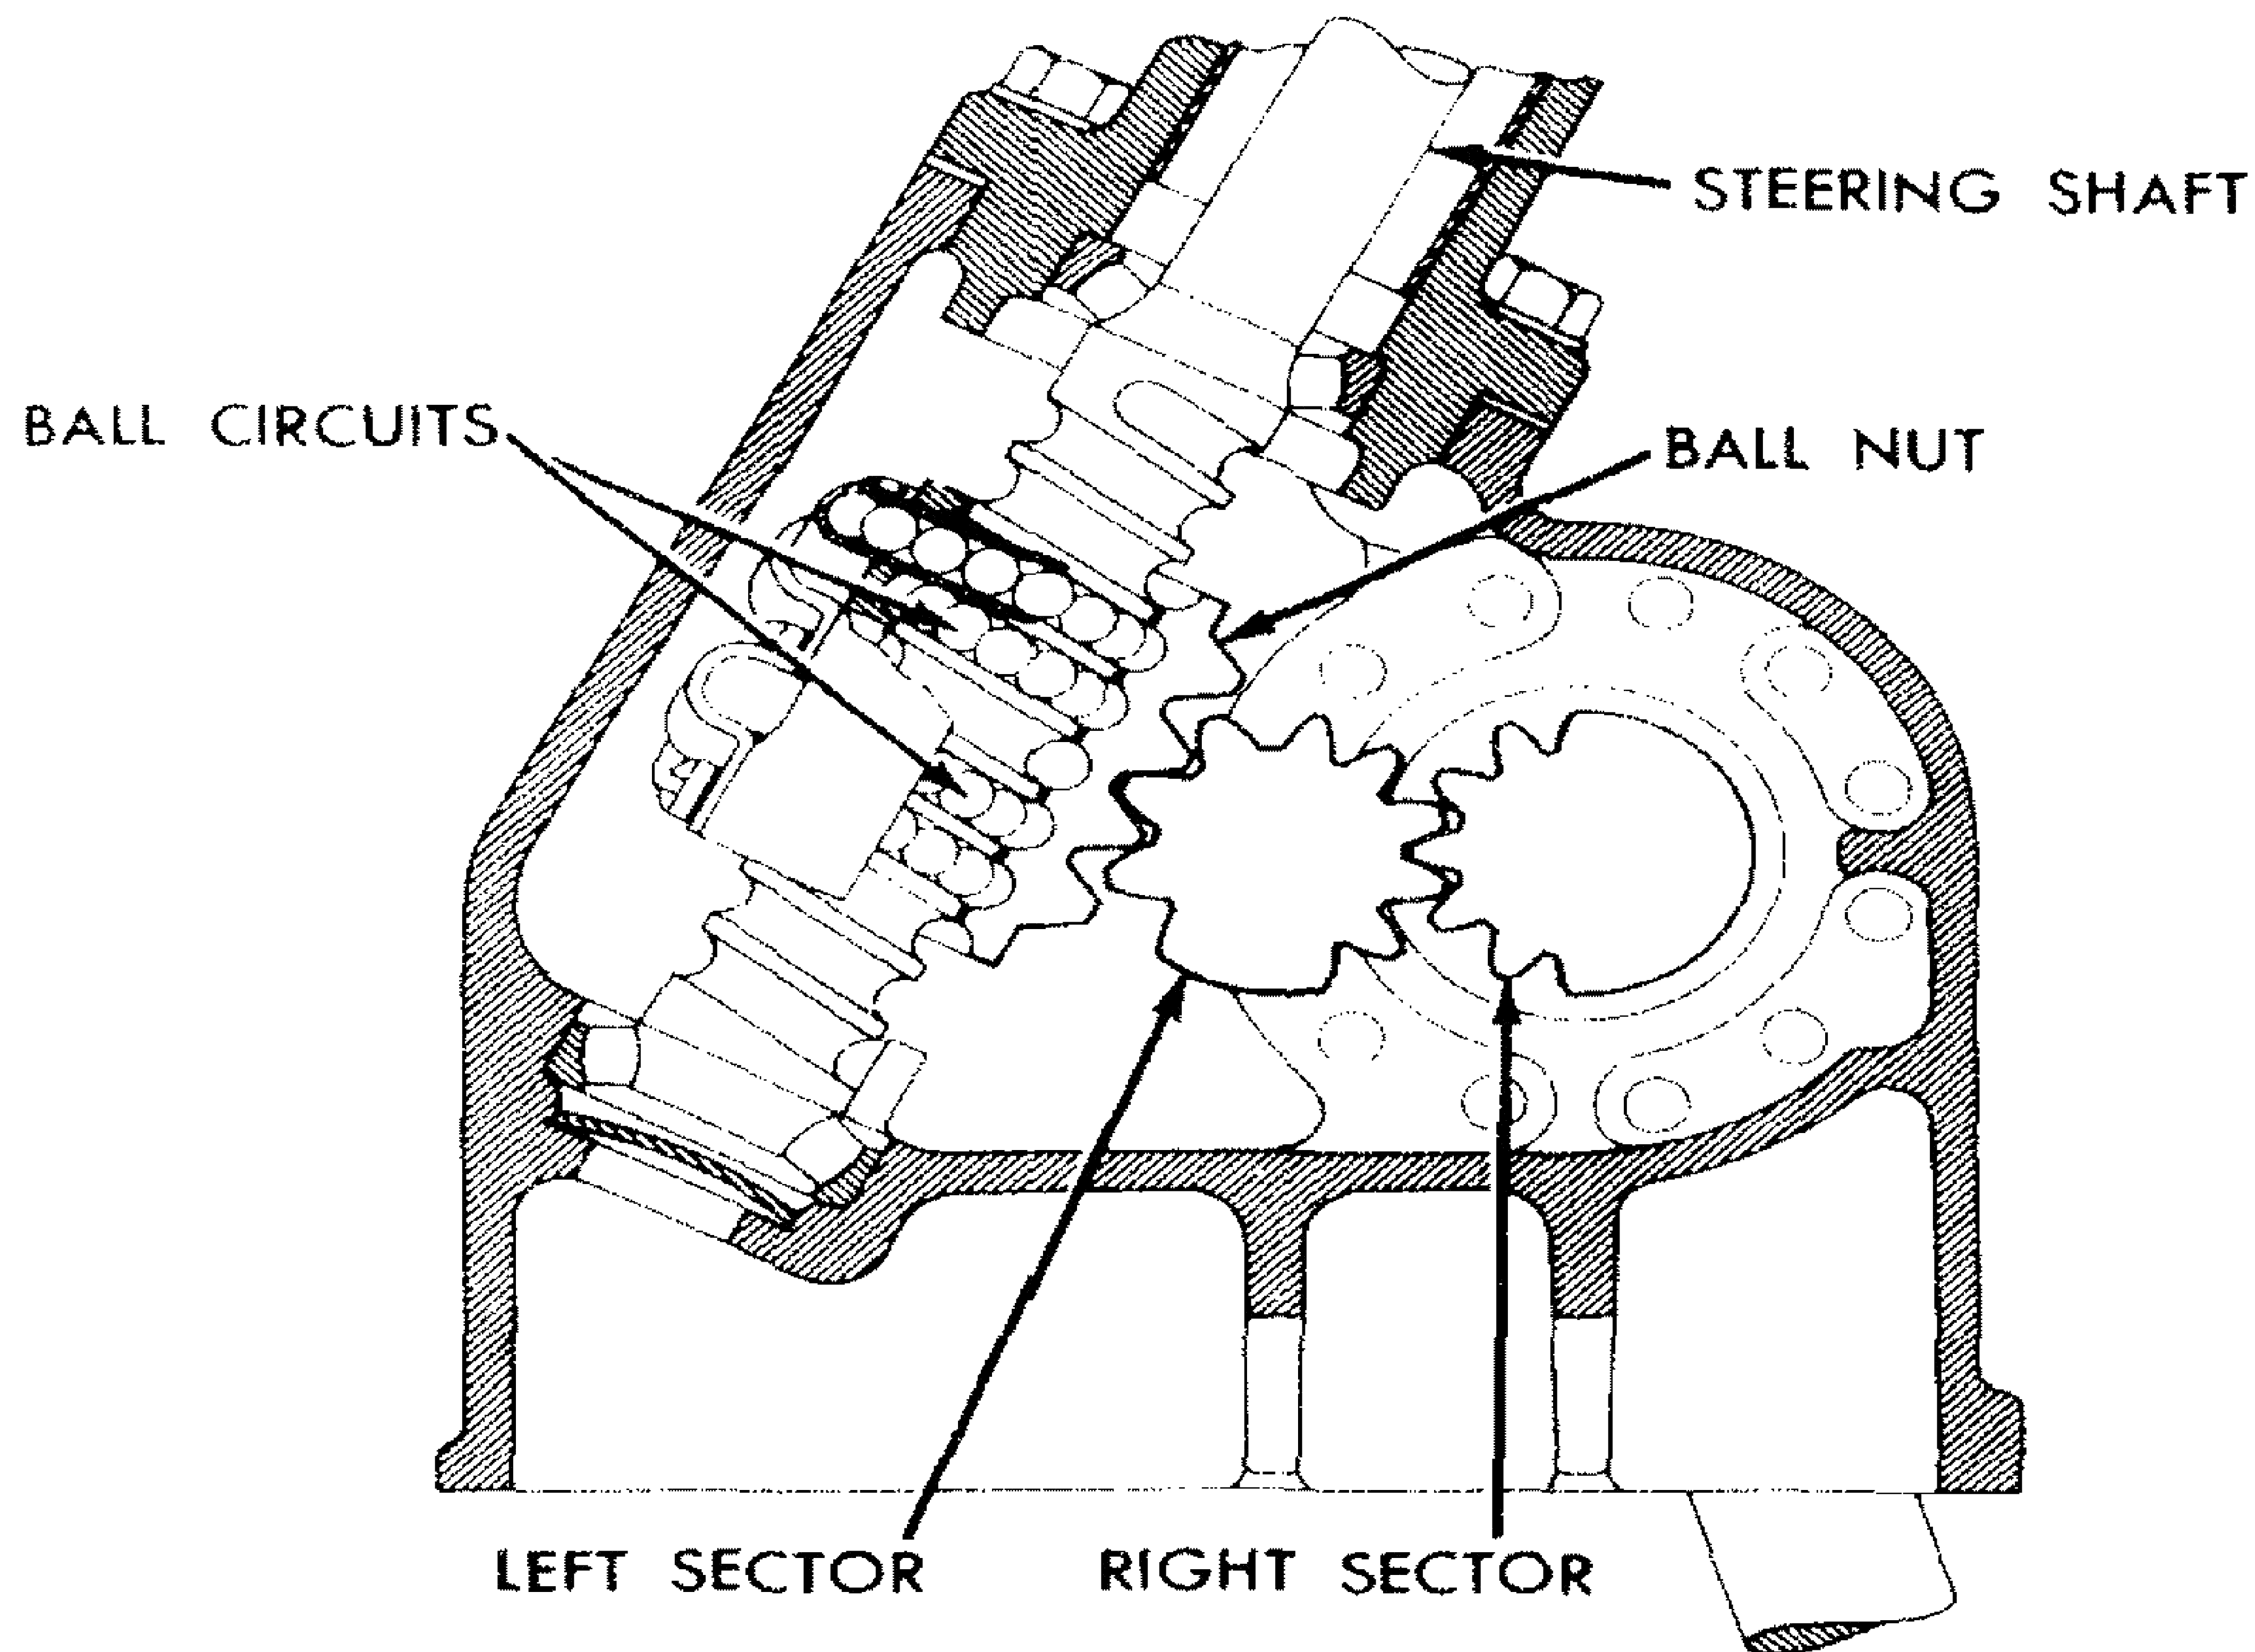 STEERING SHAFT
BALL CIRCUITS
BALL NUT
LEFT SECTOR
RIGHT SECTOR